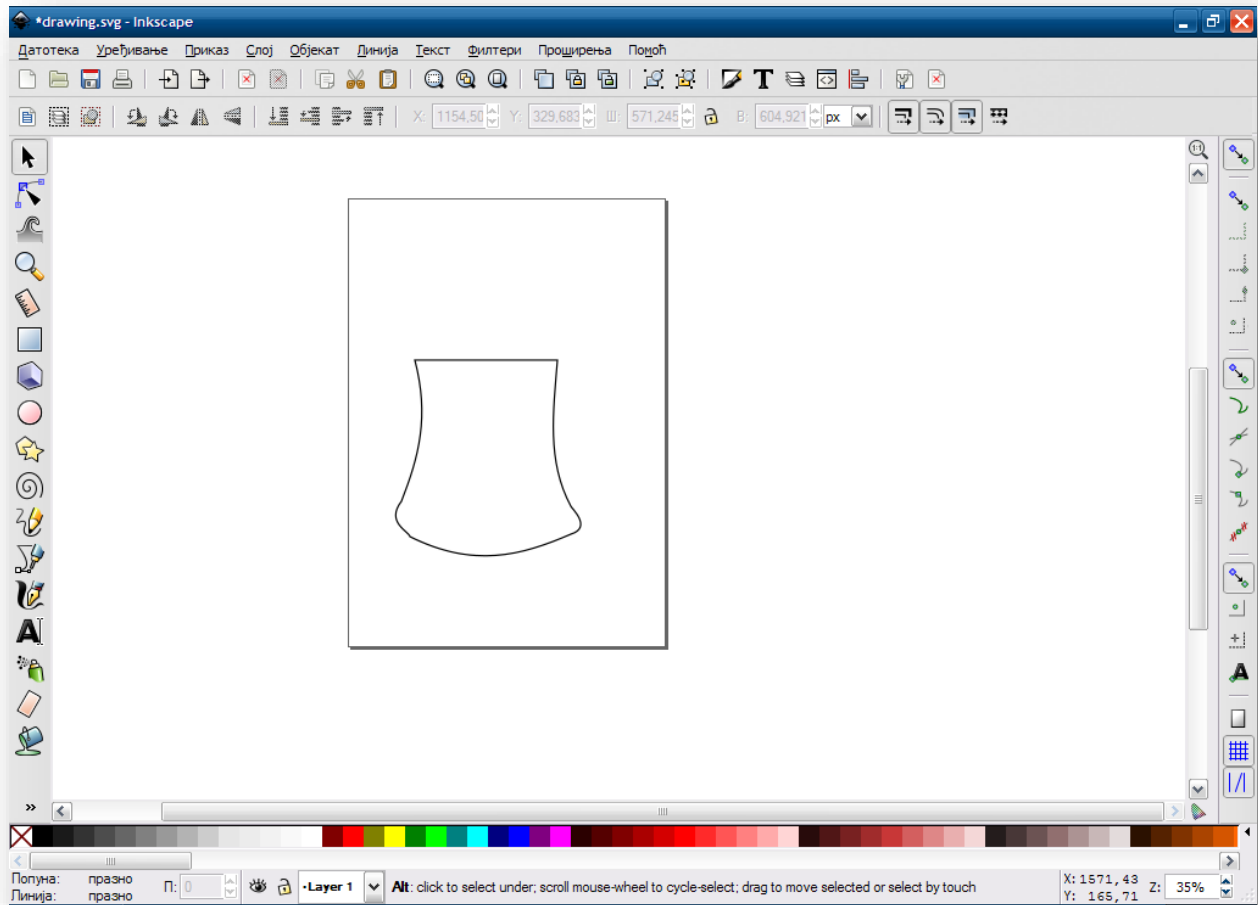 *drawing.svg - Inkscape
Датотека Уређивање Приказ Слој Објекат Линија Текст Филтери Проширења Помоћ
X: 1154,50 Y: 329,683 Ш: 571,245 В: 604,921 px
1:1
Попуна: празно П: 0 •Layer 1 Alt: click to select under; scroll mouse-wheel to cycle-select; drag to move selected or select by touch X: 1571,43 Z: 35%
Линија: празно Y: 165,71